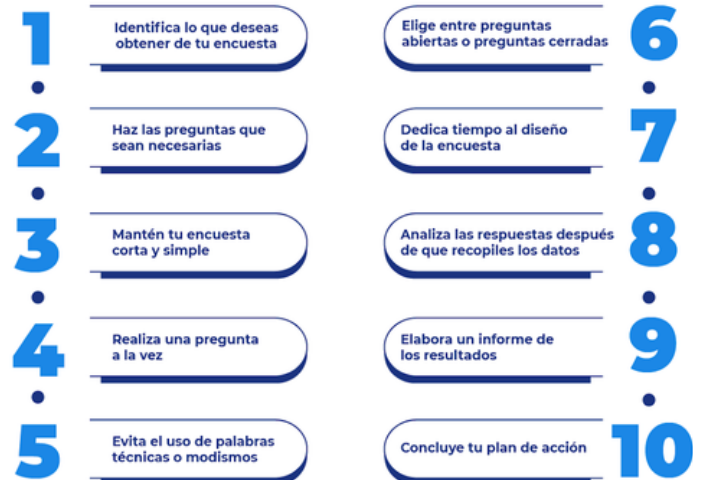 1
Identifica lo que deseas
obtener de tu encuesta
2
Haz las preguntas que
sean necesarias
3
Mantén tu encuesta
corta y simple
4
Realiza una pregunta
a la vez
5
Evita el uso de palabras
técnicas o modismos
6
Elige entre preguntas
abiertas o preguntas cerradas
7
Dedica tiempo al diseño
de la encuesta
8
Analiza las respuestas después
de que recopiles los datos
9
Elabora un informe de
los resultados
10
Concluye tu plan de acción